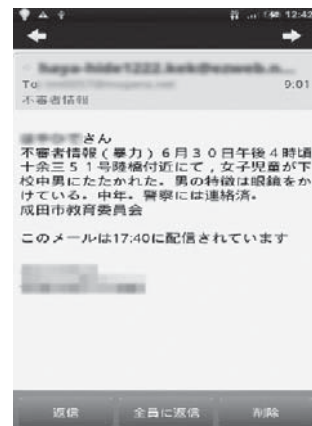 12:42
To
9:01
不審者情報
さん
不審者情報(暴力)6月30日午後4時頃
十余三51号陸橋付近にて,女子児童が下
校中男にたたかれた。男の特徴は眼鏡をか
けている。中年。警察には連絡済。
成田市教育委員会
このメールは17:40に配信されています
返信 全員に返信 削除